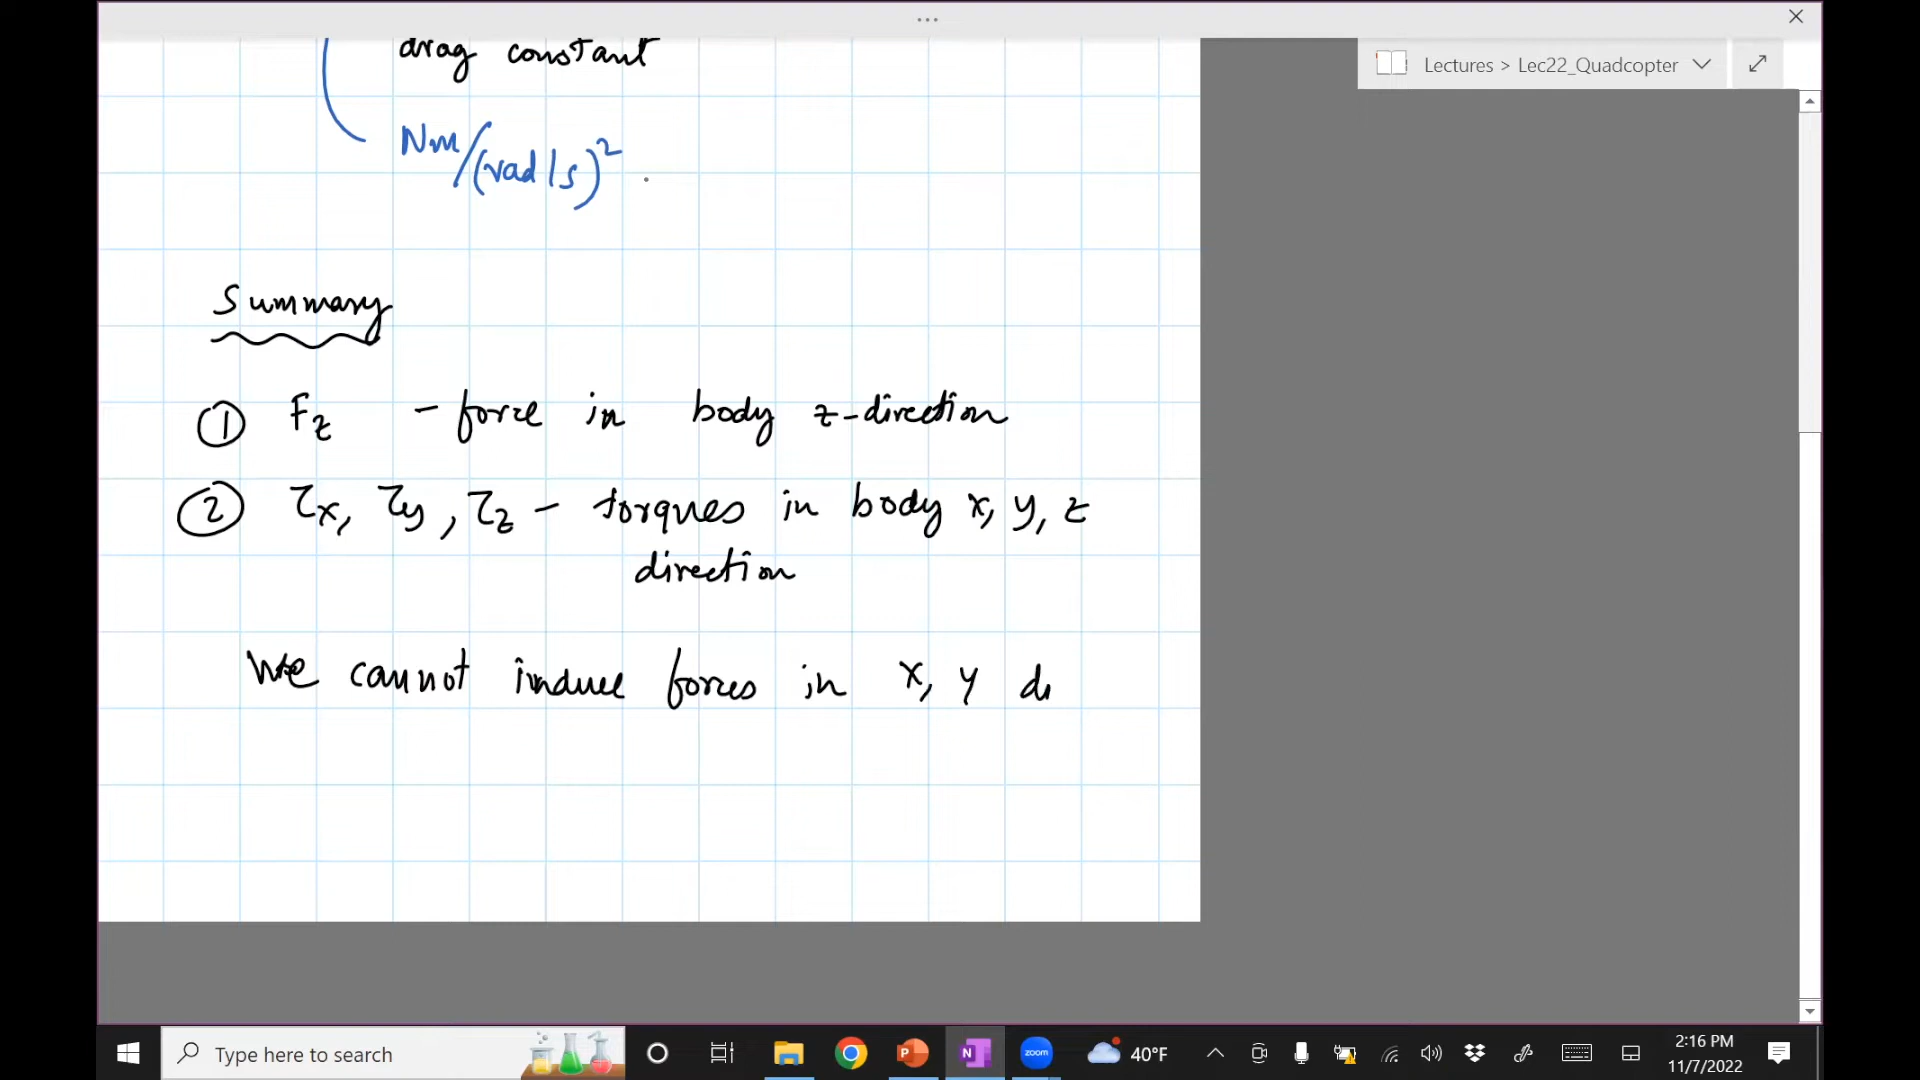 ...
Lectures > Lec22_Quadcopter
drag constant
Nm/(rad/s)²
Summary
① Fz - force in body z-direction
② τx, τy, τz - torques in body x, y, z
direction
We cannot induce forces in x, y di
Type here to search
P
N
zoom
40°F
2:16 PM
11/7/2022